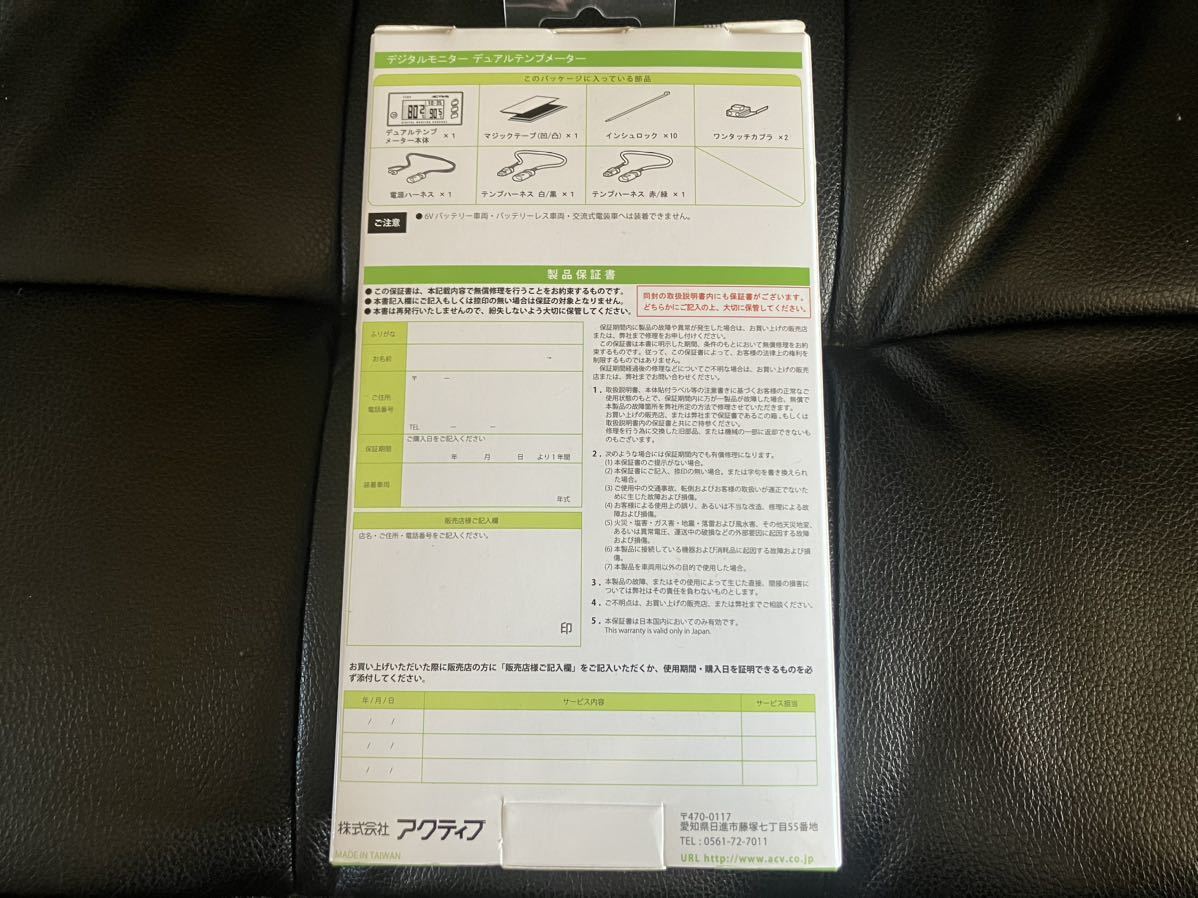 デジタルモニター デュアルテンプメーター
このパッケージに入っている部品
デュアルテンプ
メーター本体 ×1
マジックテープ(凹/凸) ×1
インシュロック ×10
ワンタッチカプラ ×2
電源ハーネス ×1
テンプハーネス 白/黒 ×1
テンプハーネス 赤/緑 ×1
ご注意
●6Vバッテリー車両・バッテリーレス車両・交流式電装車へは装着できません。
製品保証書
●この保証書は、本記載内容で無償修理を行うことをお約束するものです。
●本書記入欄にご記入もしくは捺印の無い場合は保証の対象となりません。
●本書は再発行いたしませんので、紛失しないよう大切に保管してください。
同封の取扱説明書内にも保証書がございます。
どちらかにご記入の上、大切に保管してください。
ふりがな
お名前
ご住所
電話番号
〒 ー
TEL ー ー
保証期間
ご購入日をご記入ください
年 月 日 より1年間
装着車両
年式
販売店様ご記入欄
店名・ご住所・電話番号をご記入ください。
印
保証期間内に製品の故障や異常が発生した場合は、お買い上げの販売店
または、弊社まで修理をお申し付けください。
この保証書は本書に明示した期間、条件のもとにおいて無償修理をお約
束するものです。従って、この保証書によって、お客様の法律上の権利を
制限するものではありません。
保証期間経過後の修理などについてご不明な場合は、お買い上げの販売
店または、弊社までお問い合わせください。
1. 取扱説明書、本体貼付ラベル等の注意書きに基づくお客様の正常なご
使用状態のもとで、保証期間内に万が一製品が故障した場合、無償で
本製品の故障箇所を弊社所定の方法で修理させていただきます。
お買い上げの販売店、または弊社まで保証書であるこの箱、もしくは
取扱説明書内の保証書と共にご持参ください。
修理を行う為に交換した旧部品、または機械の一部に返却できないも
のもございます。
2. 次のような場合には保証期間内でも有償修理になります。
(1)本保証書のご提示がない場合。
(2)本保証書にご記入、捺印の無い場合。または字句を書き換えられ
た場合。
(3)ご使用中の交通事故、転倒およびお客様の取扱いが適正でないた
めに生じた故障および損傷。
(4)お客様による使用上の誤り、あるいは不当な改造、修理による故
障および損傷。
(5)火災・塩害・ガス害・地震・落雷および風水害、その他天災地変、
あるいは異常電圧、運送中の破損などの外部要因に起因する故障
および損傷。
(6)本製品に接続している機器および消耗品に起因する故障および損
傷。
(7)本製品を車両用以外の目的で使用した場合。
3. 本製品の故障、またはその使用によって生じた直接、間接の損害に
ついては弊社はその責任を負わないものとします。
4. ご不明点は、お買い上げの販売店、または弊社までご相談ください。
5. 本保証書は日本国内においてのみ有効です。
This warranty is valid only in Japan.
お買い上げいただいた際に販売店の方に「販売店様ご記入欄」をご記入いただくか、使用期間・購入日を証明できるものを必
ず添付してください。
年/月/日 サービス内容 サービス担当
/ /
/ /
/ /
株式会社 アクティブ
MADE IN TAIWAN
〒470-0117
愛知県日進市藤塚七丁目55番地
TEL : 0561-72-7011
URL http://www.acv.co.jp